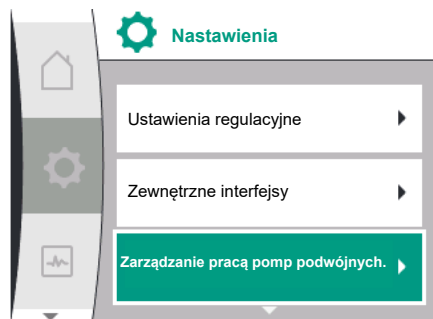 Nastawienia
Ustawienia regulacyjne
Zewnętrzne interfejsy
Zarządzanie pracą pomp podwójnych.